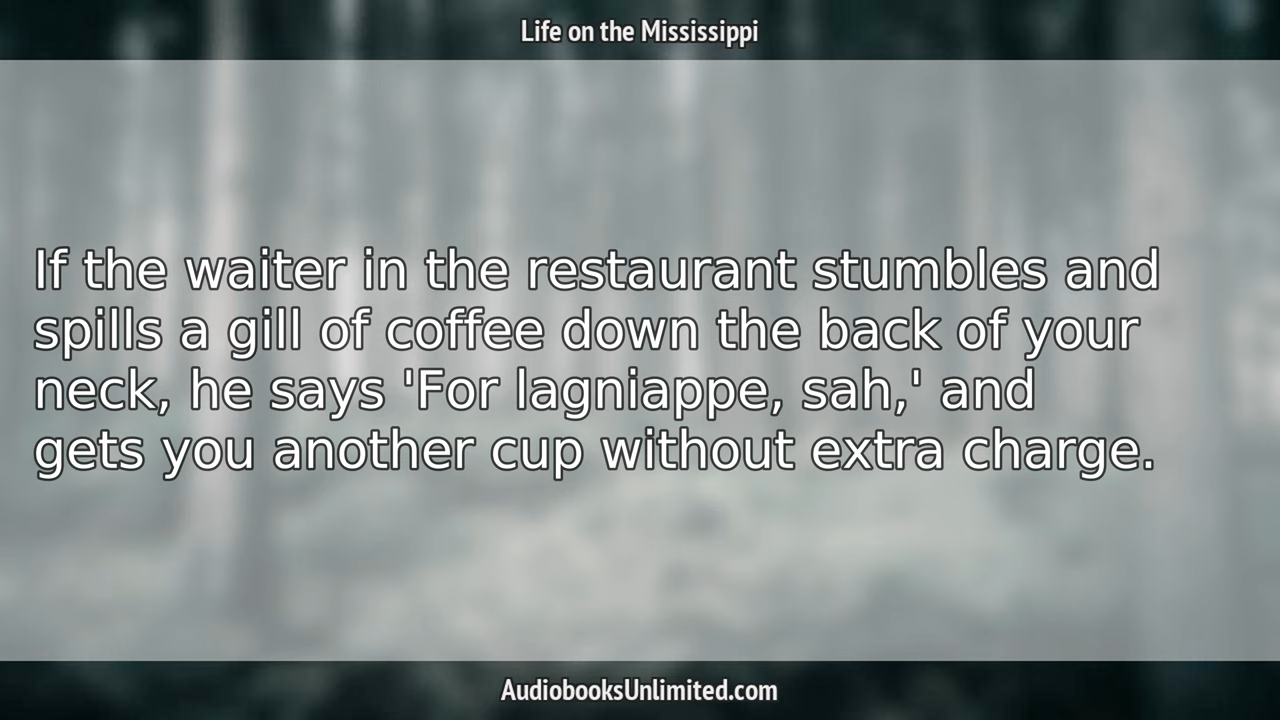 Life on the Mississippi
If the waiter in the restaurant stumbles and
spills a gill of coffee down the back of your
neck, he says 'For lagniappe, sah,' and
gets you another cup without extra charge.
AudiobooksUnlimited.com